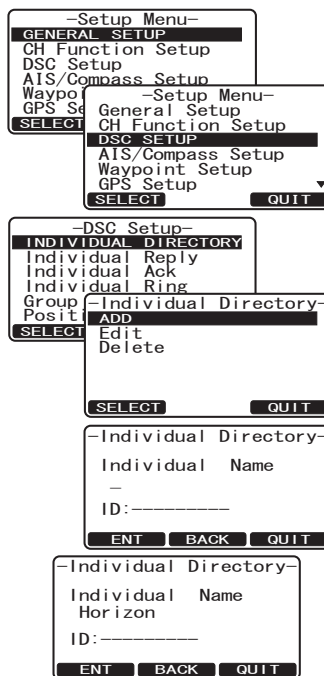 –Setup Menu–
GENERAL SETUP
CH Function Setup
DSC Setup
AIS/Compass Setup
GPS
SELECT
–Setup Menu–
General Setup
CH Function Setup
DSC SETUP
AIS/Compass Setup
Waypoint Setup
GPS Setup ▼
SELECT QUIT
–DSC Setup–
INDIVIDUAL DIRECTORY
Individual Reply
Individual Ack
Individual Ring
Group
SELECT
–Individual Directory–
ADD
Edit
Delete
SELECT QUIT
–Individual Directory–
Individual Name
_
ID:–––––––––
ENT BACK QUIT
–Individual Directory–
Individual Name
Horizon
ID:–––––––––
ENT BACK QUIT